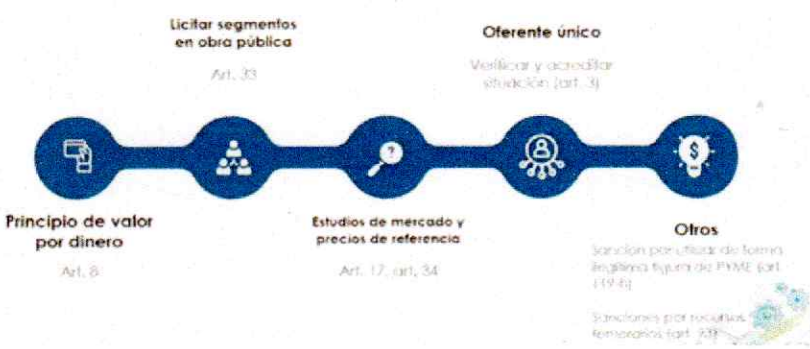 Licitar segmentos
en obra pública
Art. 33
Oferente único
Verificar y acreditar
situación (art. 3)
?
$
Principio de valor
por dinero
Art. 8
Estudios de mercado y
precios de referencia
Art. 17, art. 34
Otros
Sanción por utilizar de forma
ilegítima figura de PYME (art.
Sanciones por recursos
temerarios (art.